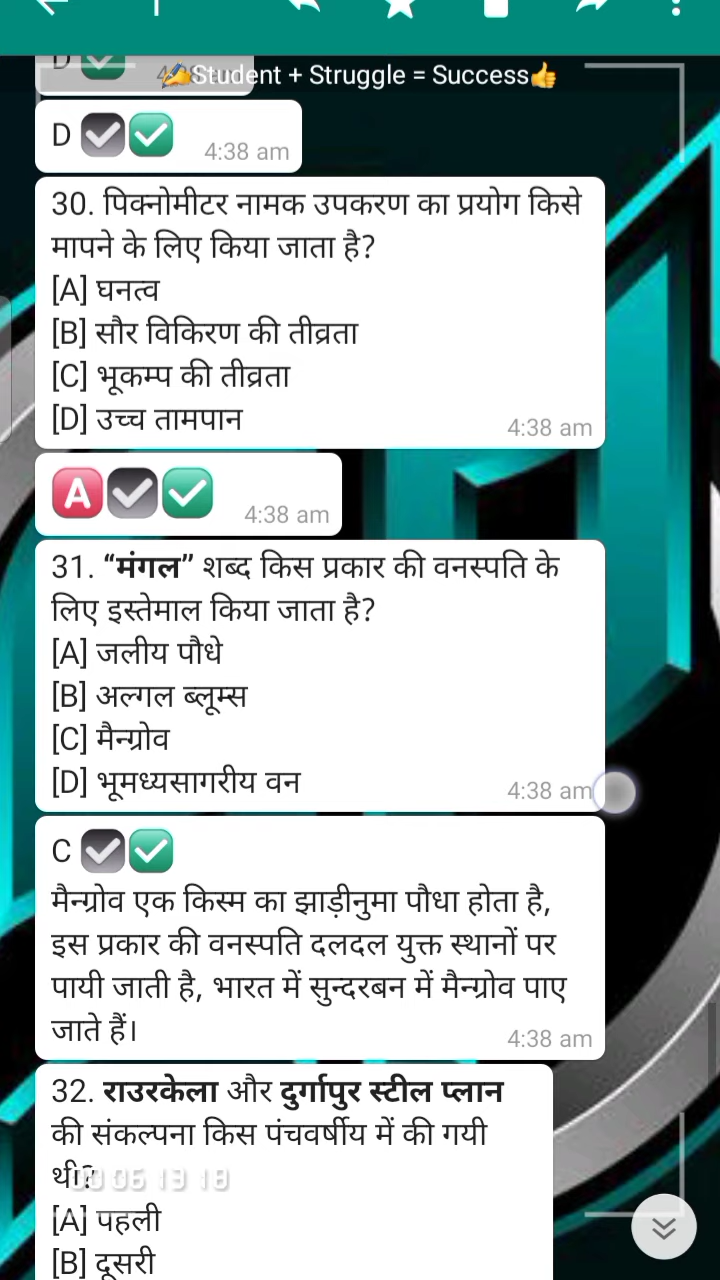 D
✍️Student + Struggle = Success👍
D ✔️✅ 4:38 am
30. पिक्नोमीटर नामक उपकरण का प्रयोग किसे
मापने के लिए किया जाता है?
[A] घनत्व
[B] सौर विकिरण की तीव्रता
[C] भूकम्प की तीव्रता
[D] उच्च तामपान
4:38 am
🅰️✔️✅ 4:38 am
31. “मंगल” शब्द किस प्रकार की वनस्पति के
लिए इस्तेमाल किया जाता है?
[A] जलीय पौधे
[B] अल्गल ब्लूम्स
[C] मैन्ग्रोव
[D] भूमध्यसागरीय वन
4:38 am
C ✔️✅
मैन्ग्रोव एक किस्म का झाड़ीनुमा पौधा होता है,
इस प्रकार की वनस्पति दलदल युक्त स्थानों पर
पायी जाती है, भारत में सुन्दरबन में मैन्ग्रोव पाए
जाते हैं।
4:38 am
32. राउरकेला और दुर्गापुर स्टील प्लान
की संकल्पना किस पंचवर्षीय में की गयी
थी?
[A] पहली
[B] दूसरी